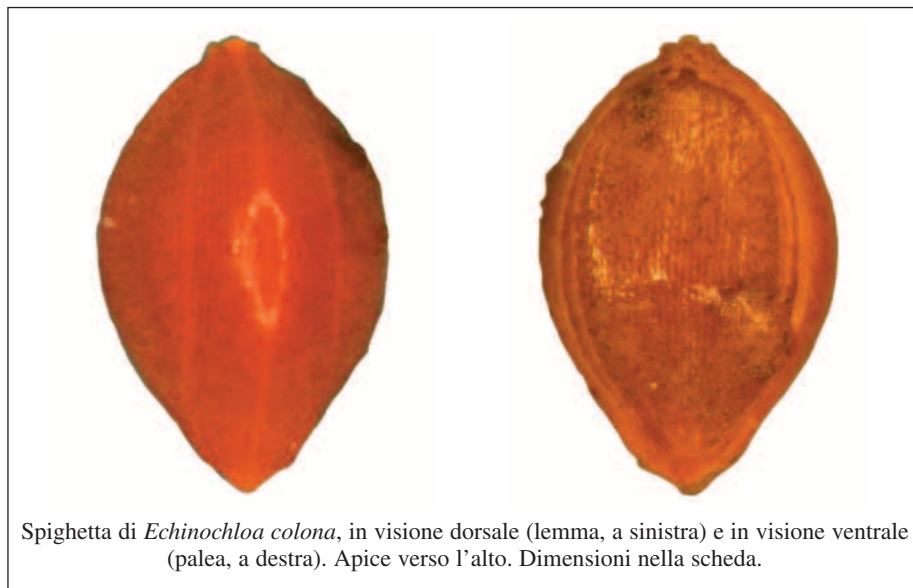 Spighetta di Echinochloa colona, in visione dorsale (lemma, a sinistra) e in visione ventrale
(palea, a destra). Apice verso l'alto. Dimensioni nella scheda.